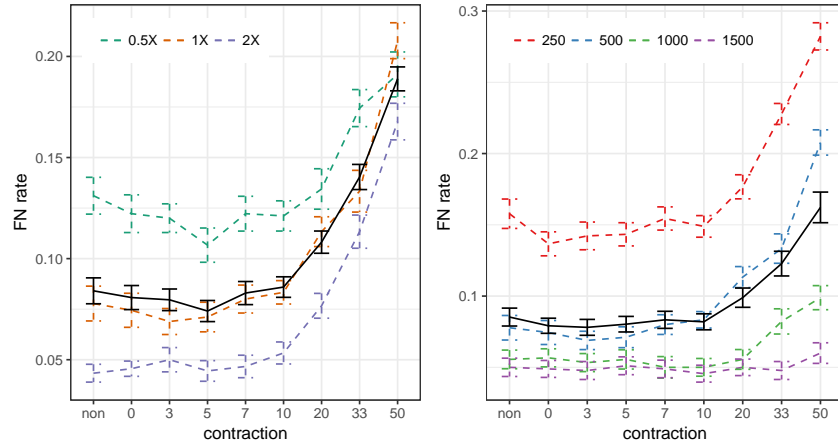 0.5X 1X 2X
0.20
0.15
0.10
0.05
FN rate
non 0 3 5 7 10 20 33 50
contraction
250 500 1000 1500
0.3
0.2
0.1
FN rate
non 0 3 5 7 10 20 33 50
contraction